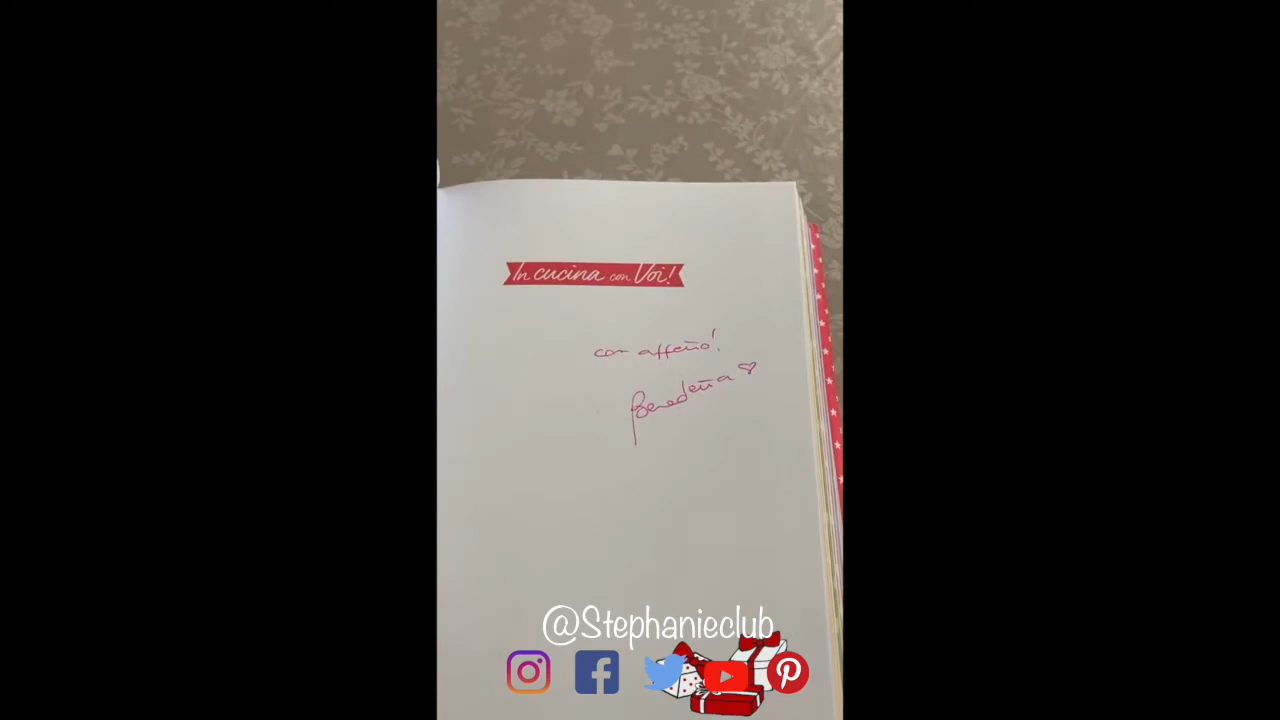 In cucina con Voi!
con affetto!
Benedetta
@Stephanieclub